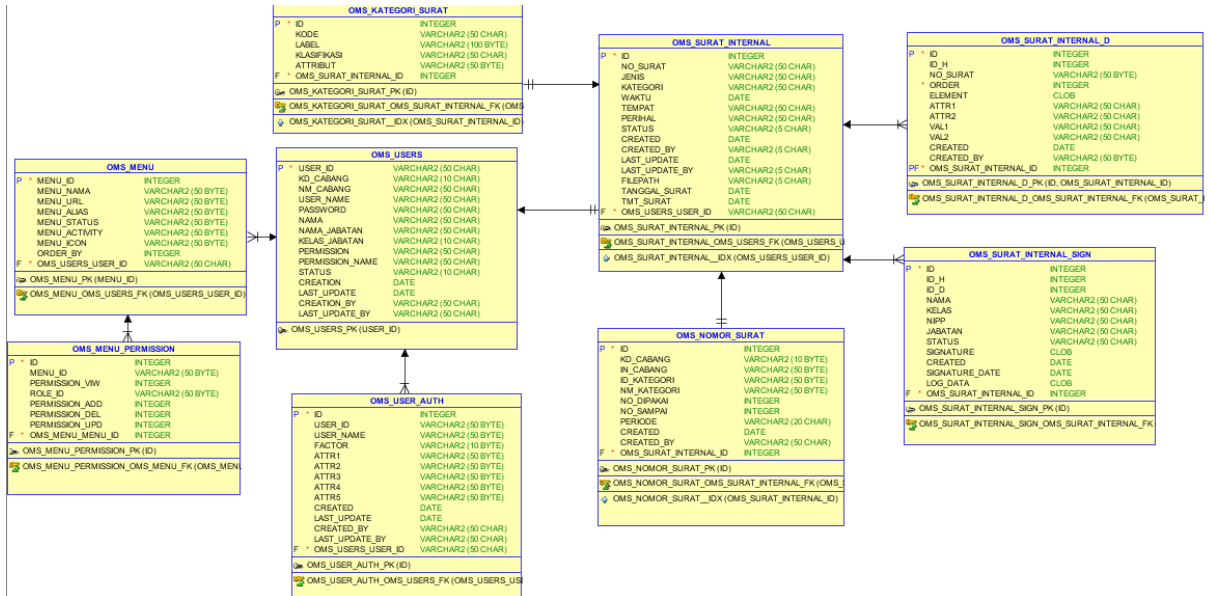 OMS_KATEGORI_SURAT
P * ID INTEGER
KODE VARCHAR2 (50 CHAR)
LABEL VARCHAR2 (100 BYTE)
KLASIFIKASI VARCHAR2 (50 CHAR)
ATTRIBUT VARCHAR2 (50 BYTE)
F * OMS_SURAT_INTERNAL_ID INTEGER
OMS_KATEGORI_SURAT_PK (ID)
OMS_KATEGORI_SURAT_OMS_SURAT_INTERNAL_FK (OMS
OMS_KATEGORI_SURAT__IDX (OMS_SURAT_INTERNAL_ID)
OMS_SURAT_INTERNAL
P * ID INTEGER
NO_SURAT VARCHAR2 (50 CHAR)
JENIS VARCHAR2 (50 CHAR)
KATEGORI VARCHAR2 (50 CHAR)
WAKTU DATE
TEMPAT VARCHAR2 (50 CHAR)
PERIHAL VARCHAR2 (50 CHAR)
STATUS VARCHAR2 (5 CHAR)
CREATED DATE
CREATED_BY VARCHAR2 (5 CHAR)
LAST_UPDATE DATE
LAST_UPDATE_BY VARCHAR2 (5 CHAR)
FILEPATH VARCHAR2 (5 CHAR)
TANGGAL_SURAT DATE
TMT_SURAT DATE
F * OMS_USERS_USER_ID VARCHAR2 (50 CHAR)
OMS_SURAT_INTERNAL_PK (ID)
OMS_SURAT_INTERNAL_OMS_USERS_FK (OMS_USERS_U
OMS_SURAT_INTERNAL__IDX (OMS_USERS_USER_ID)
OMS_SURAT_INTERNAL_D
P * ID INTEGER
ID_H INTEGER
NO_SURAT VARCHAR2 (50 BYTE)
* ORDER INTEGER
ELEMENT CLOB
ATTR1 VARCHAR2 (50 CHAR)
ATTR2 VARCHAR2 (50 CHAR)
VAL1 VARCHAR2 (50 CHAR)
VAL2 VARCHAR2 (50 CHAR)
CREATED DATE
CREATED_BY VARCHAR2 (50 BYTE)
PF * OMS_SURAT_INTERNAL_ID INTEGER
OMS_SURAT_INTERNAL_D_PK (ID, OMS_SURAT_INTERNAL_ID)
OMS_SURAT_INTERNAL_D_OMS_SURAT_INTERNAL_FK (OMS_SURAT_I
OMS_MENU
P * MENU_ID INTEGER
MENU_NAMA VARCHAR2 (50 BYTE)
MENU_URL VARCHAR2 (50 BYTE)
MENU_ALIAS VARCHAR2 (50 BYTE)
MENU_STATUS VARCHAR2 (50 BYTE)
MENU_ACTIVITY VARCHAR2 (50 BYTE)
MENU_ICON VARCHAR2 (50 BYTE)
ORDER_BY INTEGER
F * OMS_USERS_USER_ID VARCHAR2 (50 CHAR)
OMS_MENU_PK (MENU_ID)
OMS_MENU_OMS_USERS_FK (OMS_USERS_USER_ID)
OMS_USERS
P * USER_ID VARCHAR2 (50 CHAR)
KD_CABANG VARCHAR2 (10 CHAR)
NM_CABANG VARCHAR2 (50 CHAR)
USER_NAME VARCHAR2 (50 CHAR)
PASSWORD VARCHAR2 (50 CHAR)
NAMA VARCHAR2 (50 CHAR)
NAMA_JABATAN VARCHAR2 (50 CHAR)
KELAS_JABATAN VARCHAR2 (10 CHAR)
PERMISSION VARCHAR2 (50 CHAR)
PERMISSION_NAME VARCHAR2 (50 CHAR)
STATUS VARCHAR2 (10 CHAR)
CREATION DATE
LAST_UPDATE DATE
CREATION_BY VARCHAR2 (50 CHAR)
LAST_UPDATE_BY VARCHAR2 (50 CHAR)
OMS_USERS_PK (USER_ID)
OMS_SURAT_INTERNAL_SIGN
P * ID INTEGER
ID_H INTEGER
ID_D INTEGER
NAMA VARCHAR2 (50 CHAR)
KELAS VARCHAR2 (50 CHAR)
NIPP VARCHAR2 (50 CHAR)
JABATAN VARCHAR2 (50 CHAR)
STATUS VARCHAR2 (50 CHAR)
SIGNATURE CLOB
CREATED DATE
SIGNATURE_DATE DATE
LOG_DATA CLOB
F * OMS_SURAT_INTERNAL_ID INTEGER
OMS_SURAT_INTERNAL_SIGN_PK (ID)
OMS_SURAT_INTERNAL_SIGN_OMS_SURAT_INTERNAL_FK
OMS_MENU_PERMISSION
P * ID INTEGER
MENU_ID VARCHAR2 (50 BYTE)
PERMISSION_VIW INTEGER
ROLE_ID VARCHAR2 (50 BYTE)
PERMISSION_ADD INTEGER
PERMISSION_DEL INTEGER
PERMISSION_UPD INTEGER
F * OMS_MENU_MENU_ID INTEGER
OMS_MENU_PERMISSION_PK (ID)
OMS_MENU_PERMISSION_OMS_MENU_FK (OMS_MENU
OMS_USER_AUTH
P * ID INTEGER
USER_ID VARCHAR2 (50 BYTE)
USER_NAME VARCHAR2 (50 BYTE)
FACTOR VARCHAR2 (10 BYTE)
ATTR1 VARCHAR2 (50 BYTE)
ATTR2 VARCHAR2 (50 BYTE)
ATTR3 VARCHAR2 (50 BYTE)
ATTR4 VARCHAR2 (50 BYTE)
ATTR5 VARCHAR2 (50 BYTE)
CREATED DATE
LAST_UPDATE DATE
CREATED_BY VARCHAR2 (50 CHAR)
LAST_UPDATE_BY VARCHAR2 (50 CHAR)
F * OMS_USERS_USER_ID VARCHAR2 (50 CHAR)
OMS_USER_AUTH_PK (ID)
OMS_USER_AUTH_OMS_USERS_FK (OMS_USERS_USE
OMS_NOMOR_SURAT
P * ID INTEGER
KD_CABANG VARCHAR2 (10 BYTE)
IN_CABANG VARCHAR2 (50 BYTE)
ID_KATEGORI VARCHAR2 (50 BYTE)
NM_KATEGORI VARCHAR2 (50 BYTE)
NO_DIPAKAI INTEGER
NO_SAMPAI INTEGER
PERIODE VARCHAR2 (20 CHAR)
CREATED DATE
CREATED_BY VARCHAR2 (50 CHAR)
F * OMS_SURAT_INTERNAL_ID INTEGER
OMS_NOMOR_SURAT_PK (ID)
OMS_NOMOR_SURAT_OMS_SURAT_INTERNAL_FK (OMS_S
OMS_NOMOR_SURAT__IDX (OMS_SURAT_INTERNAL_ID)